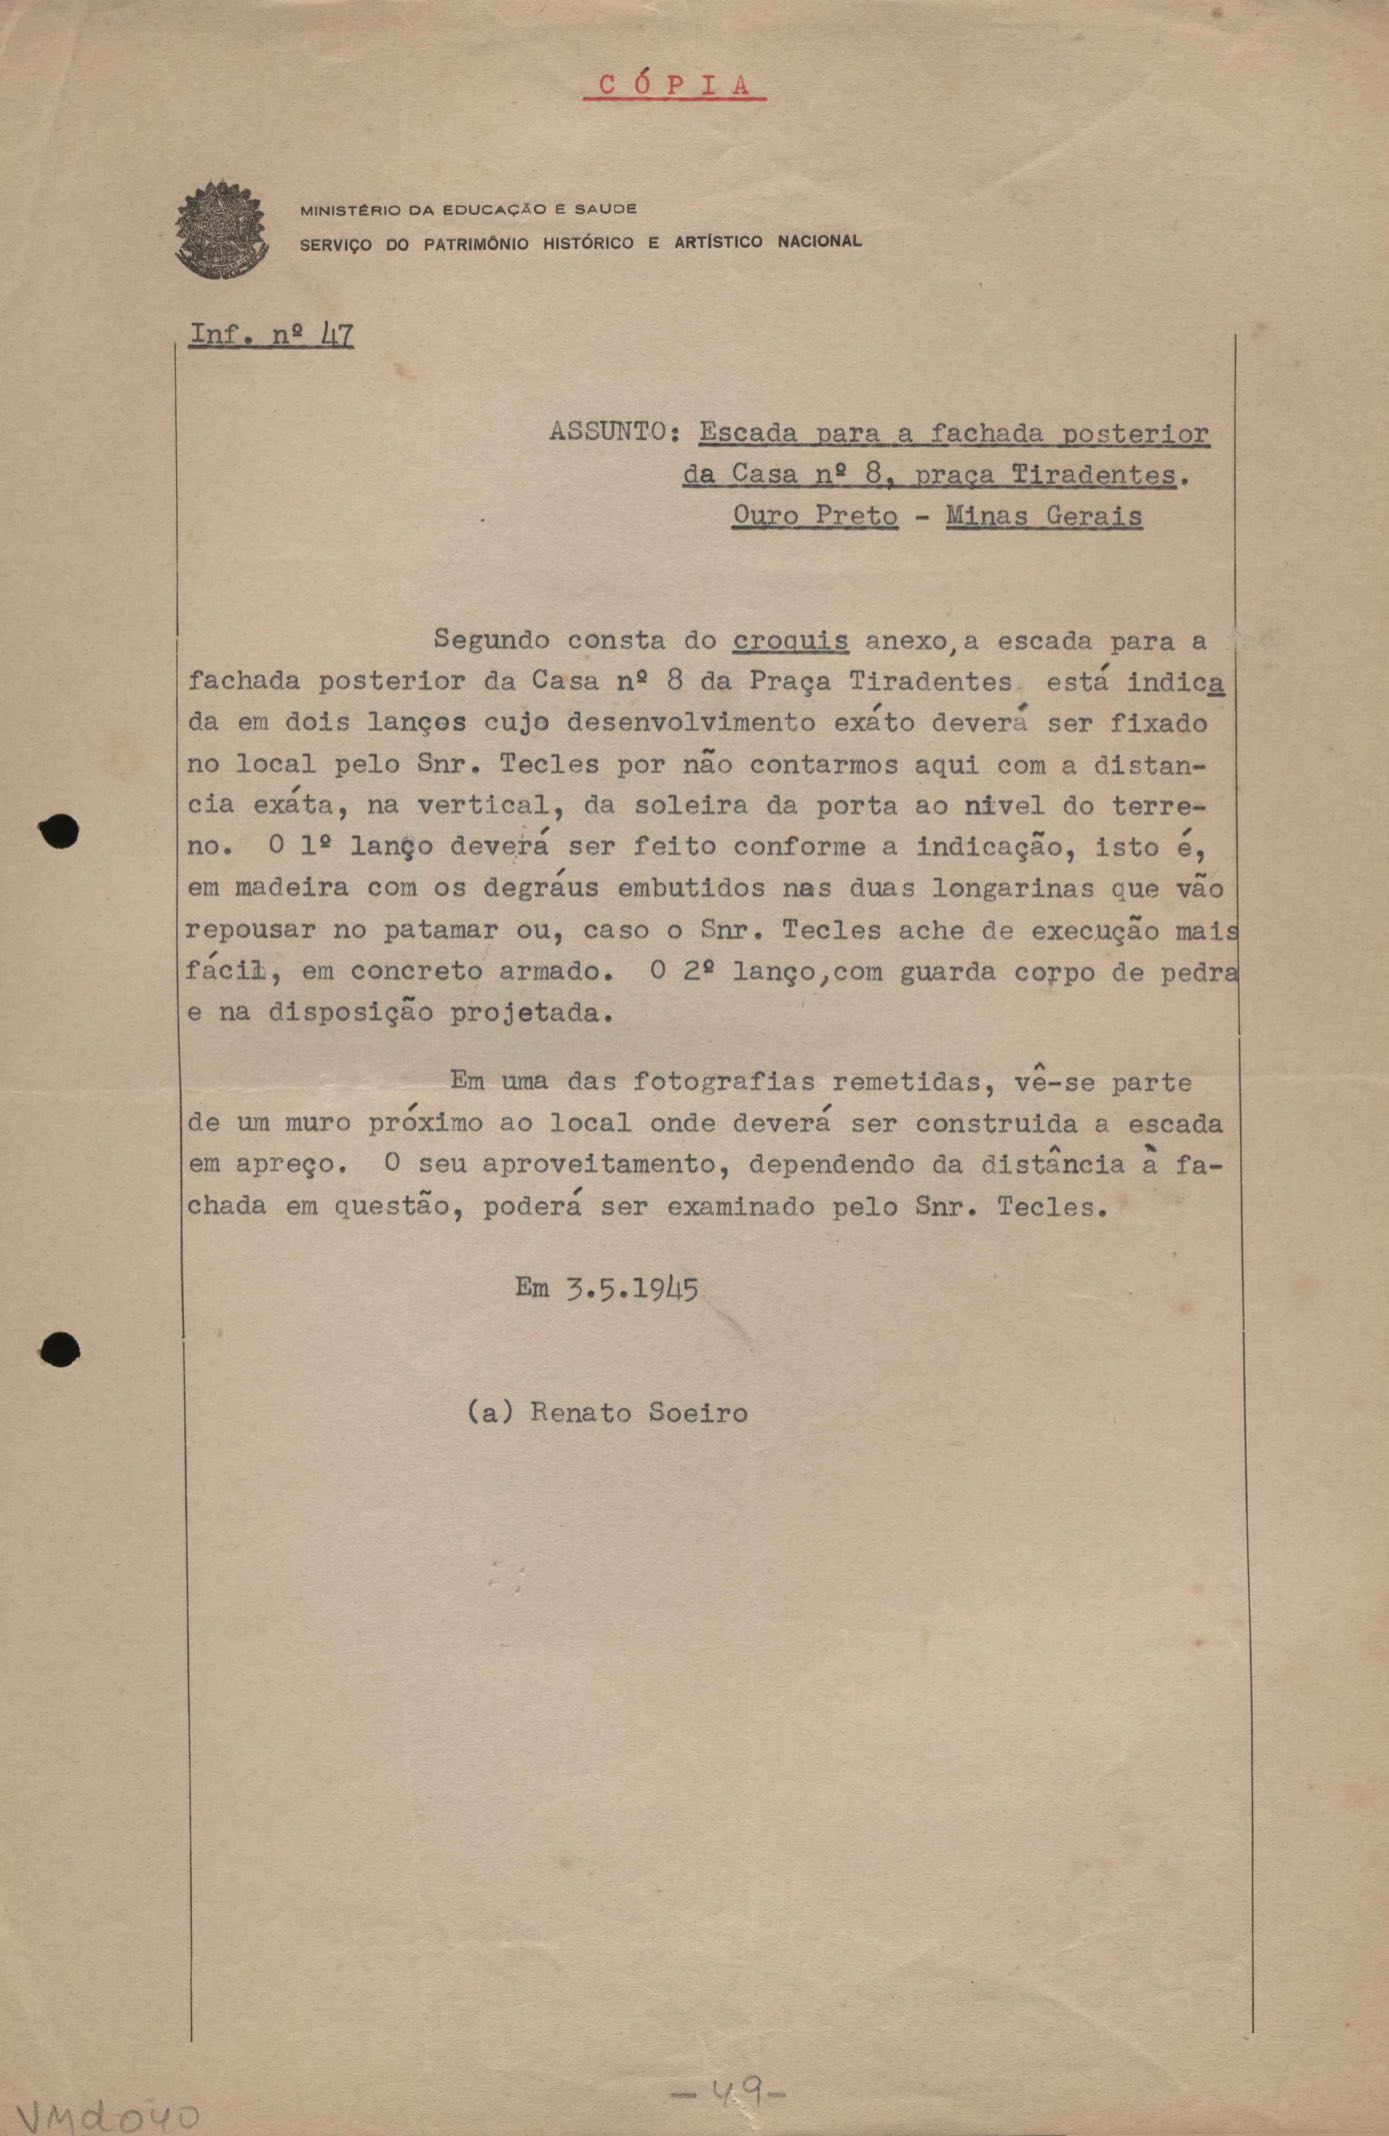 CÓPIA
MINISTÉRIO DA EDUCAÇÃO E SAUDE
SERVIÇO DO PATRIMÔNIO HISTÓRICO E ARTÍSTICO NACIONAL
Inf. nº 47
ASSUNTO: Escada para a fachada posterior
da Casa nº 8, praça Tiradentes.
Ouro Preto - Minas Gerais
Segundo consta do croquis anexo, a escada para a
fachada posterior da Casa nº 8 da Praça Tiradentes está indica
da em dois lanços cujo desenvolvimento exáto deverá ser fixado
no local pelo Snr. Tecles por não contarmos aqui com a distan-
cia exáta, na vertical, da soleira da porta ao nivel do terre-
no. O 1º lanço deverá ser feito conforme a indicação, isto é,
em madeira com os degráus embutidos nas duas longarinas que vão
repousar no patamar ou, caso o Snr. Tecles ache de execução mais
fácil, em concreto armado. O 2º lanço, com guarda corpo de pedra
e na disposição projetada.
Em uma das fotografias remetidas, vê-se parte
de um muro próximo ao local onde deverá ser construida a escada
em apreço. O seu aproveitamento, dependendo da distância à fa-
chada em questão, poderá ser examinado pelo Snr. Tecles.
Em 3.5.1945
(a) Renato Soeiro
-49-
VMd040